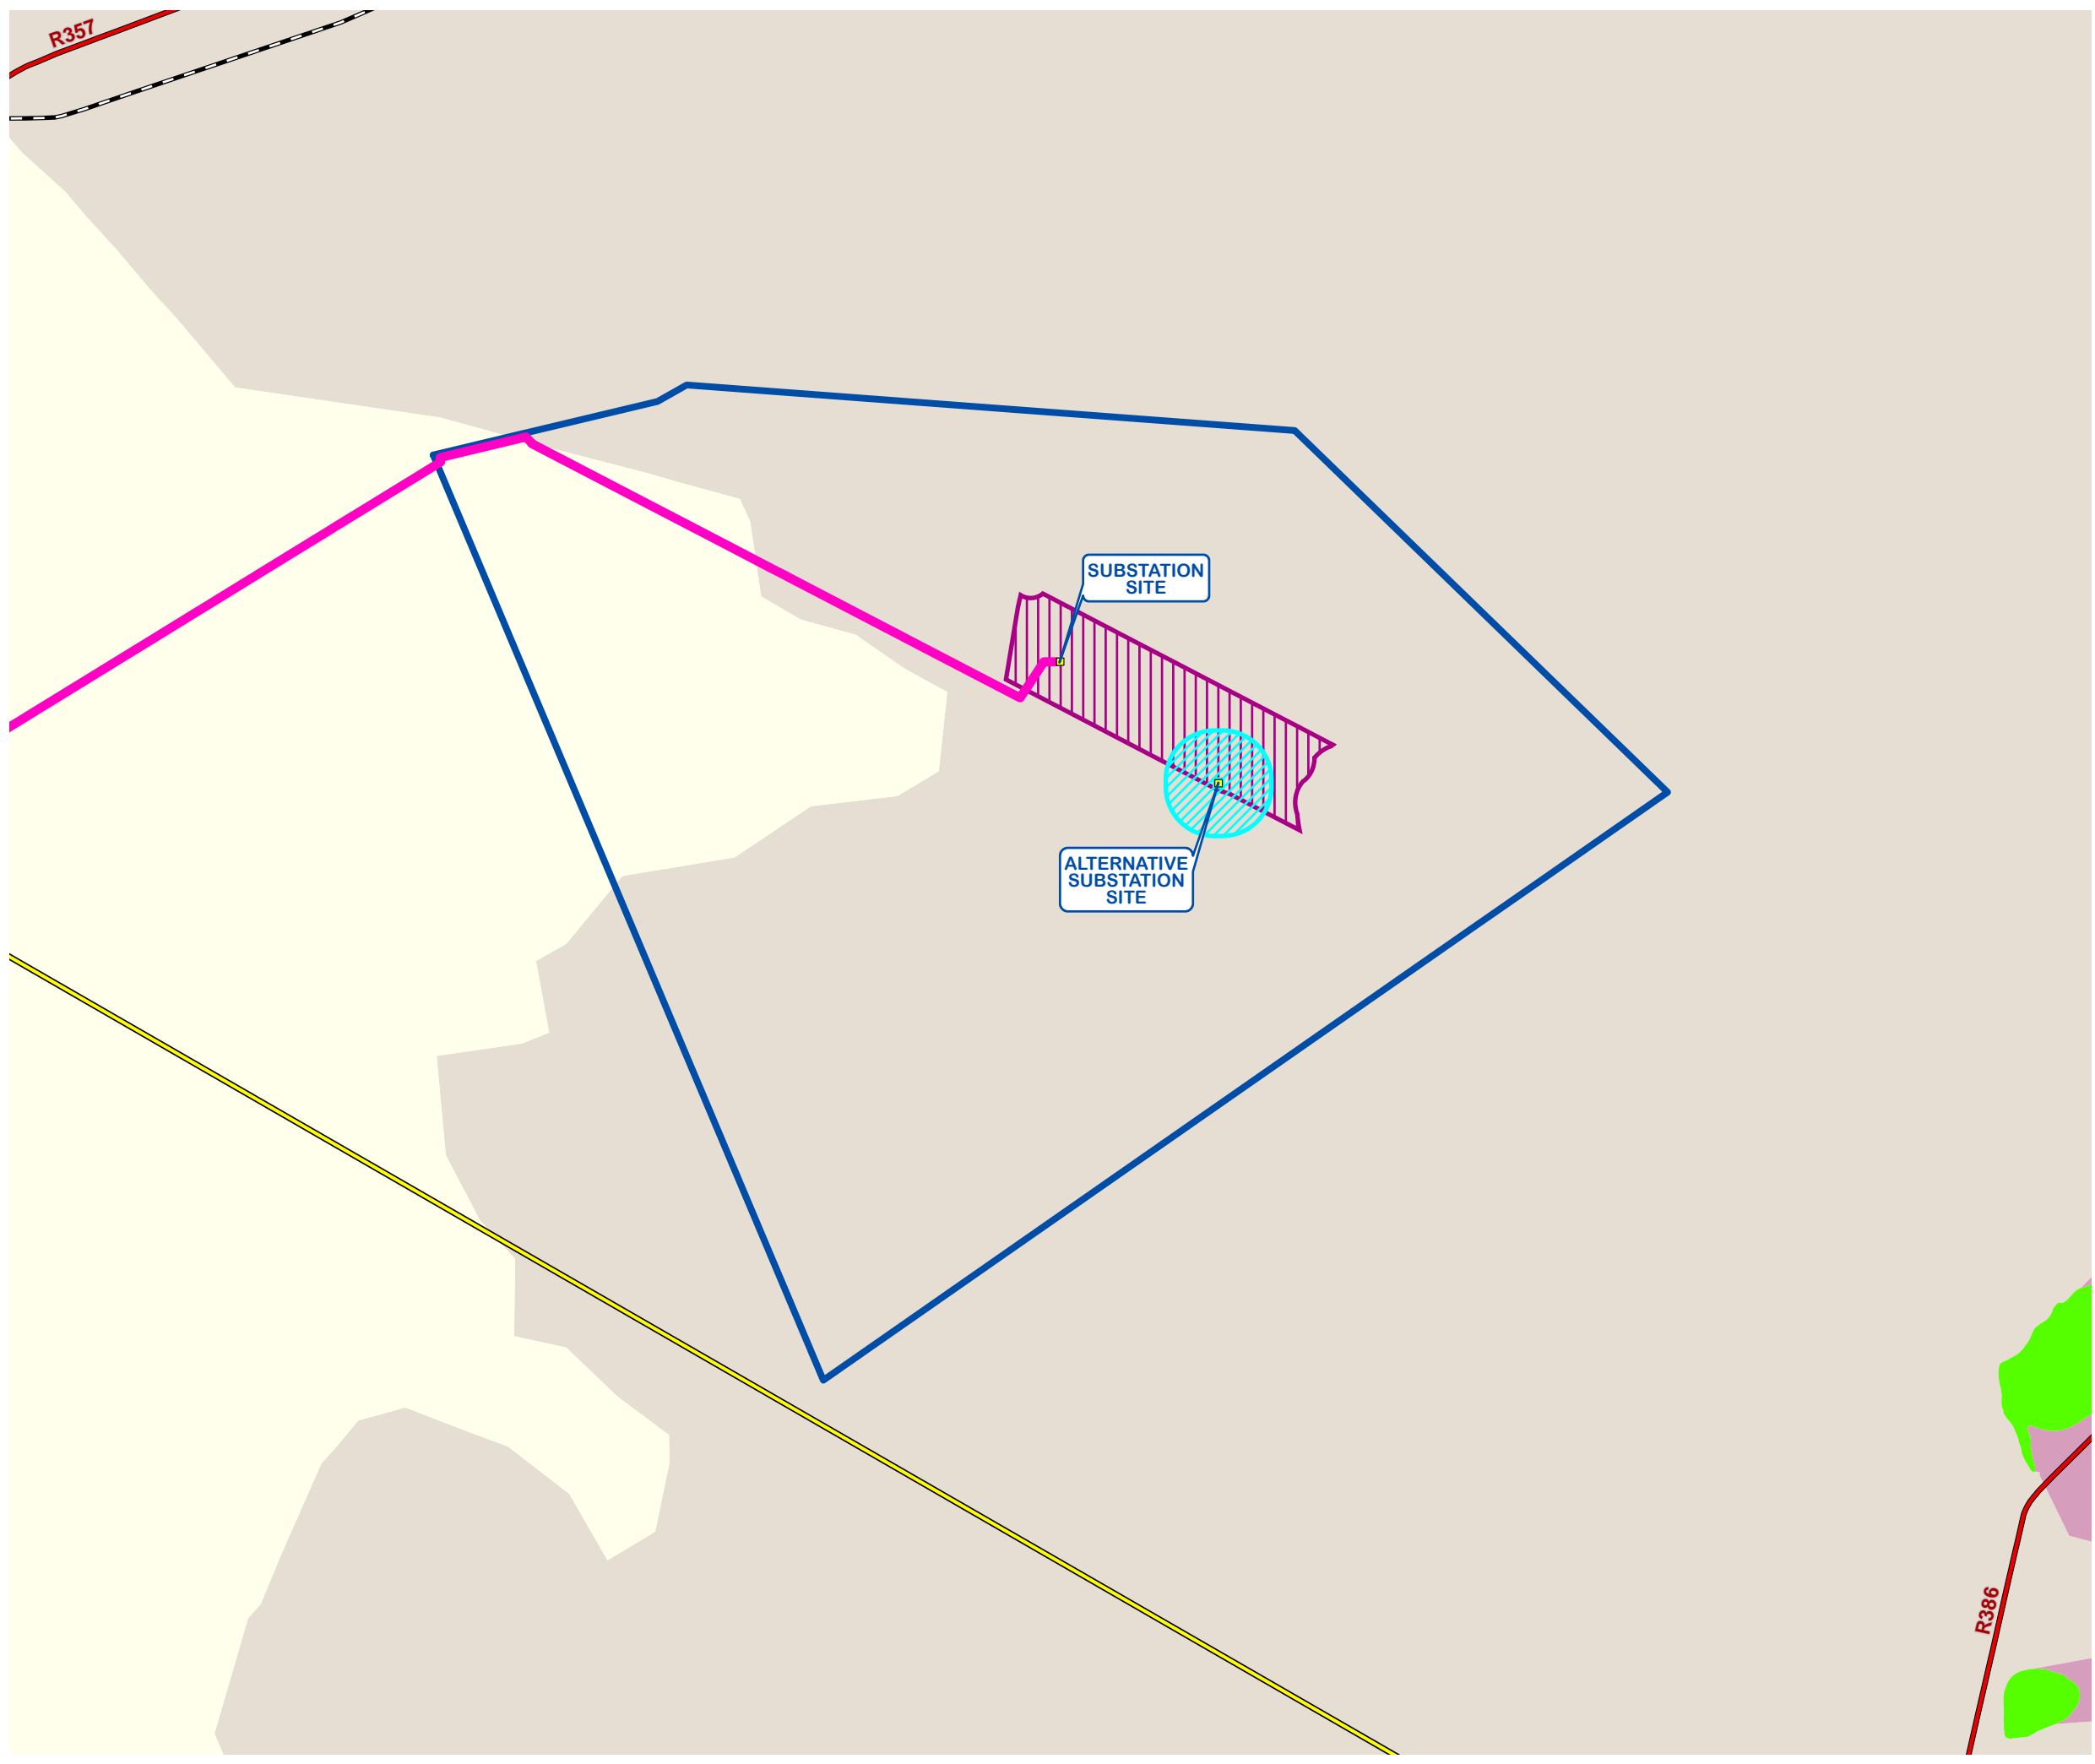 R357
SUBSTATION
SITE
ALTERNATIVE
SUBSTATION
SITE
R386